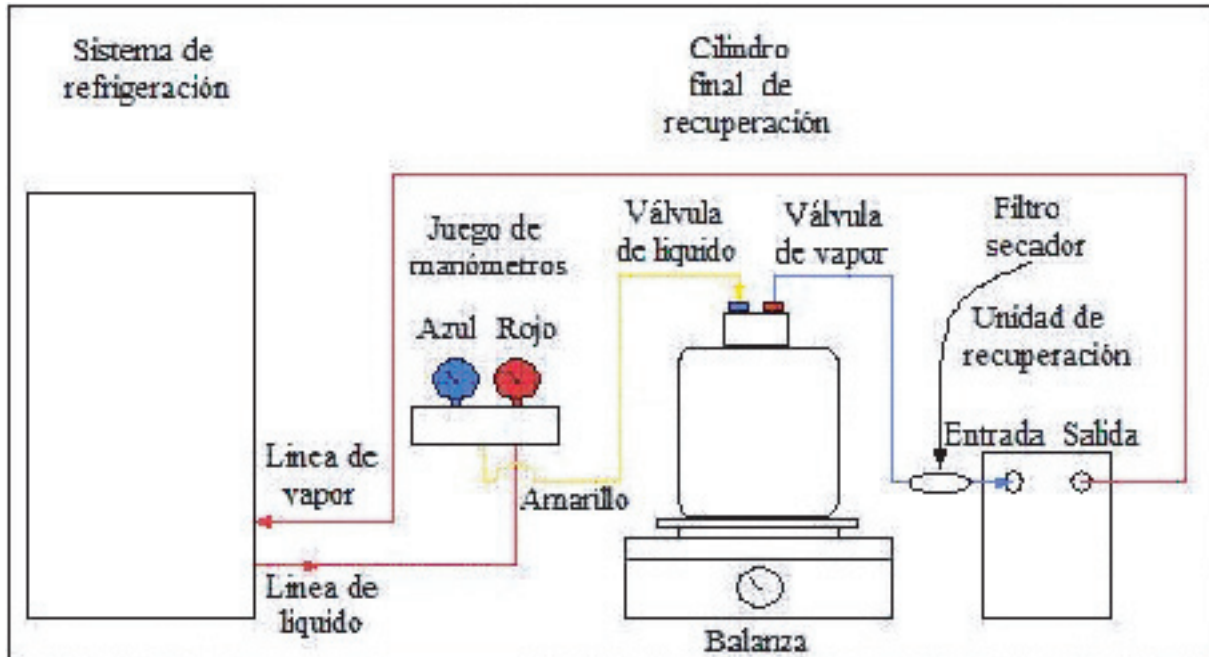 Sistema de
refrigeración
Cilindro
final de
recuperación
Juego de
manómetros
Azul Rojo
Válvula
de liquido
Válvula
de vapor
Filtro
secador
Unidad de
recuperación
Entrada Salida
Linea de
vapor
Amarillo
Linea de
liquido
Balanza